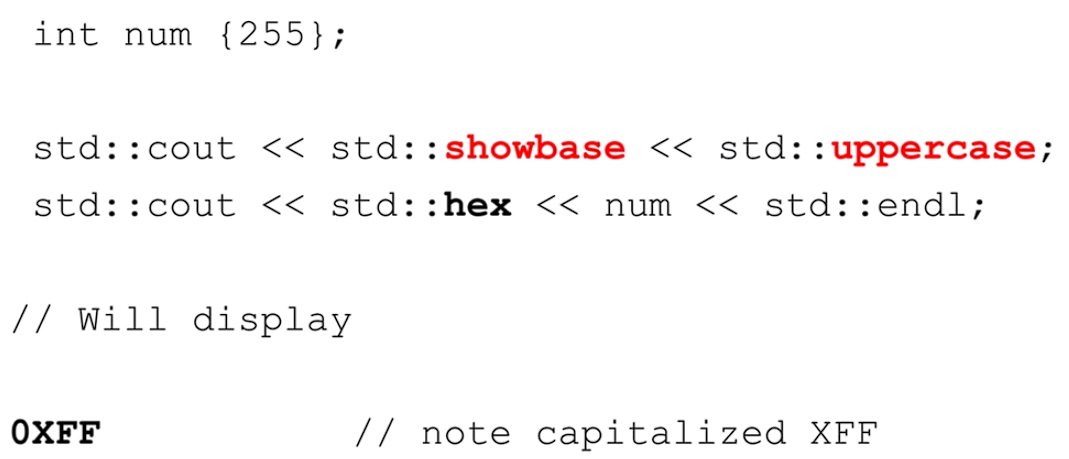 int num {255};
std::cout << std::showbase << std::uppercase;
std::cout << std::hex << num << std::endl;
// Will display
0XFF // note capitalized XFF